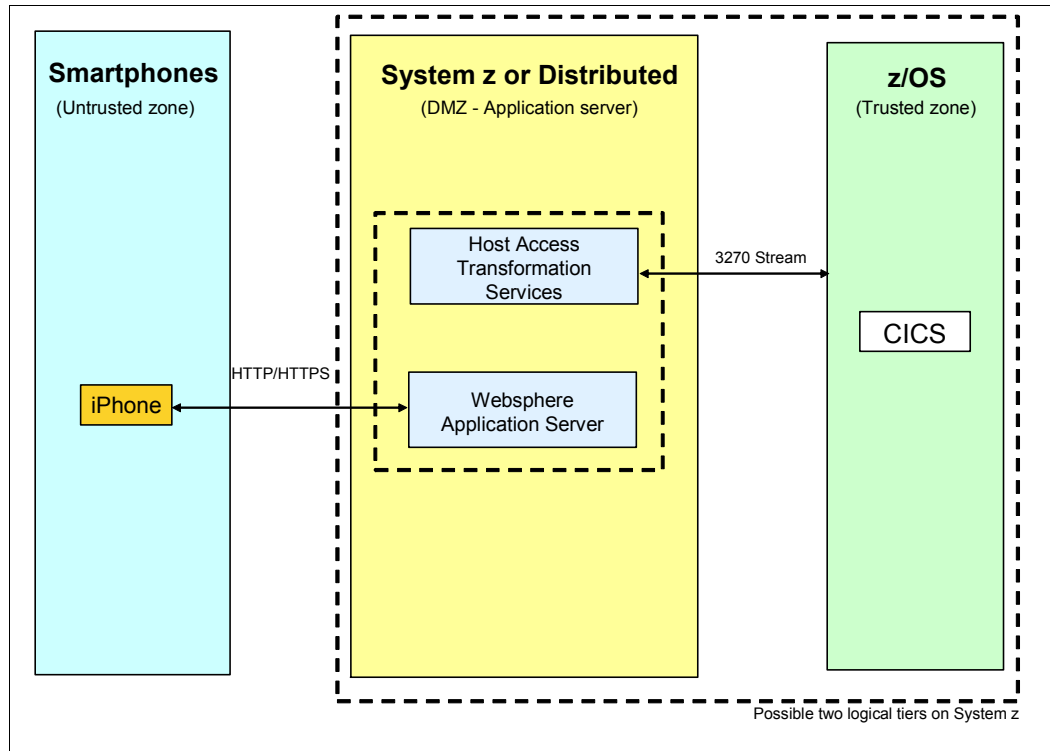 Smartphones
(Untrusted zone)
System z or Distributed
(DMZ - Application server)
z/OS
(Trusted zone)
Host Access
Transformation
Services
3270 Stream
CICS
HTTP/HTTPS
iPhone
Websphere
Application Server
Possible two logical tiers on System z